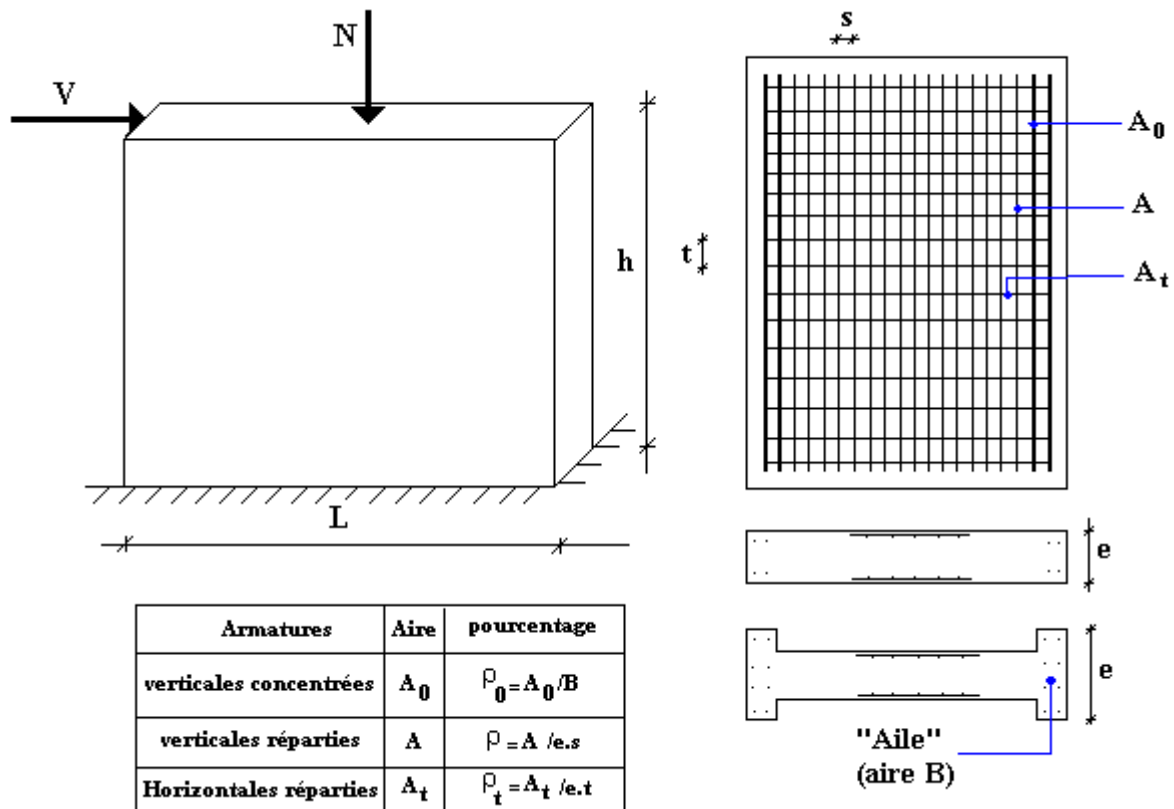 N
V
h
L
s
t
A0
A
At
e
e
"Aile"
(aire B)
Armatures Aire pourcentage
verticales concentrées A0 ρ0=A0/B
verticales réparties A ρ=A/e.s
Horizontales réparties At ρt=At/e.t